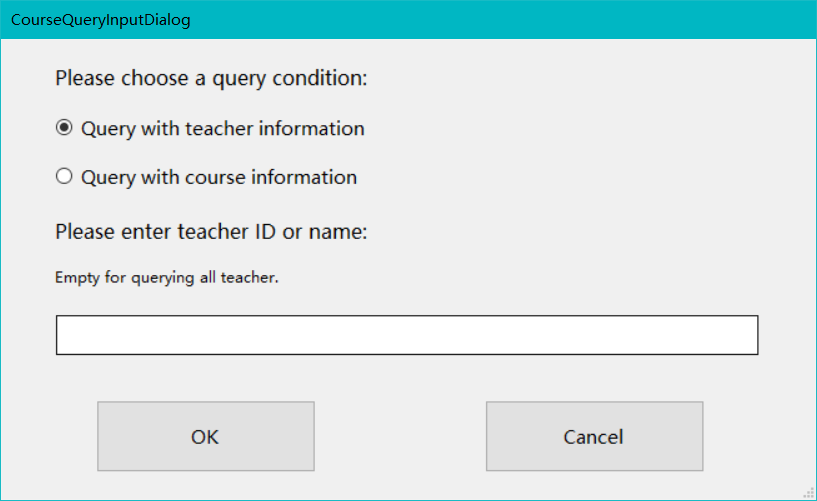 CourseQueryInputDialog
Please choose a query condition:
Query with teacher information
Query with course information
Please enter teacher ID or name:
Empty for querying all teacher.
OK
Cancel